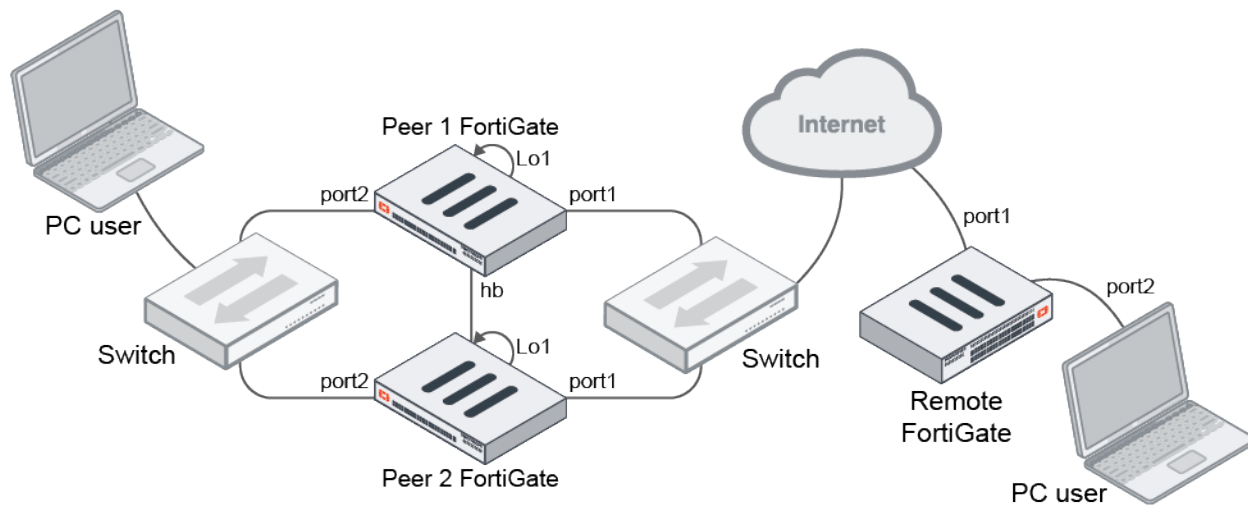 Internet
Peer 1 FortiGate
Lo1
port2
port1
PC user
port1
hb
port2
Lo1
Switch
Switch
port2
port1
Remote
FortiGate
Peer 2 FortiGate
PC user